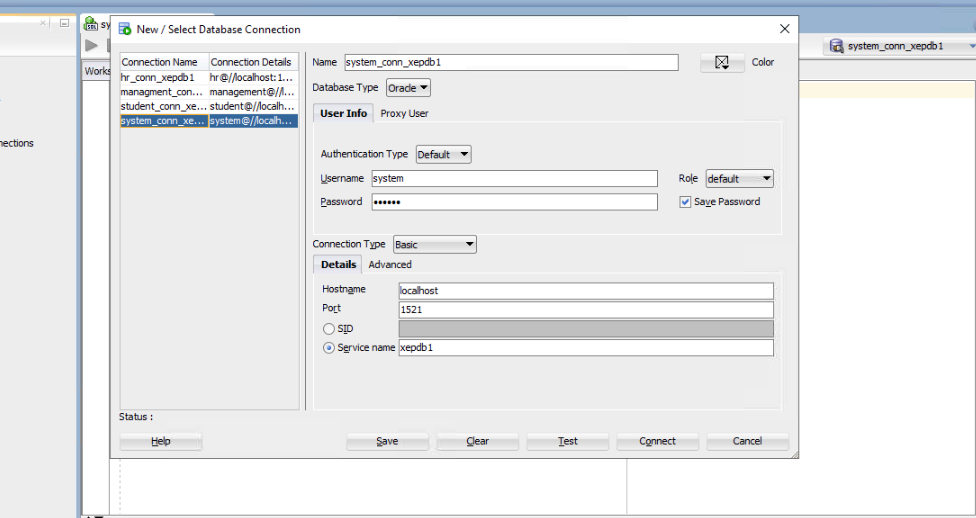 sy
New / Select Database Connection
system_conn_xepdb1
Works
nections
Connection Name Connection Details
hr_conn_xepdb1 hr@//localhost:1...
managment_con... management@//l...
student_conn_xe... student@//localh...
system_conn_xe... system@//localh...
Name system_conn_xepdb1 Color
Database Type Oracle
User Info Proxy User
Authentication Type Default
Username system Role default
Password •••••• Save Password
Connection Type Basic
Details Advanced
Hostname localhost
Port 1521
SID
Service name xepdb1
Status :
Help Save Clear Test Connect Cancel